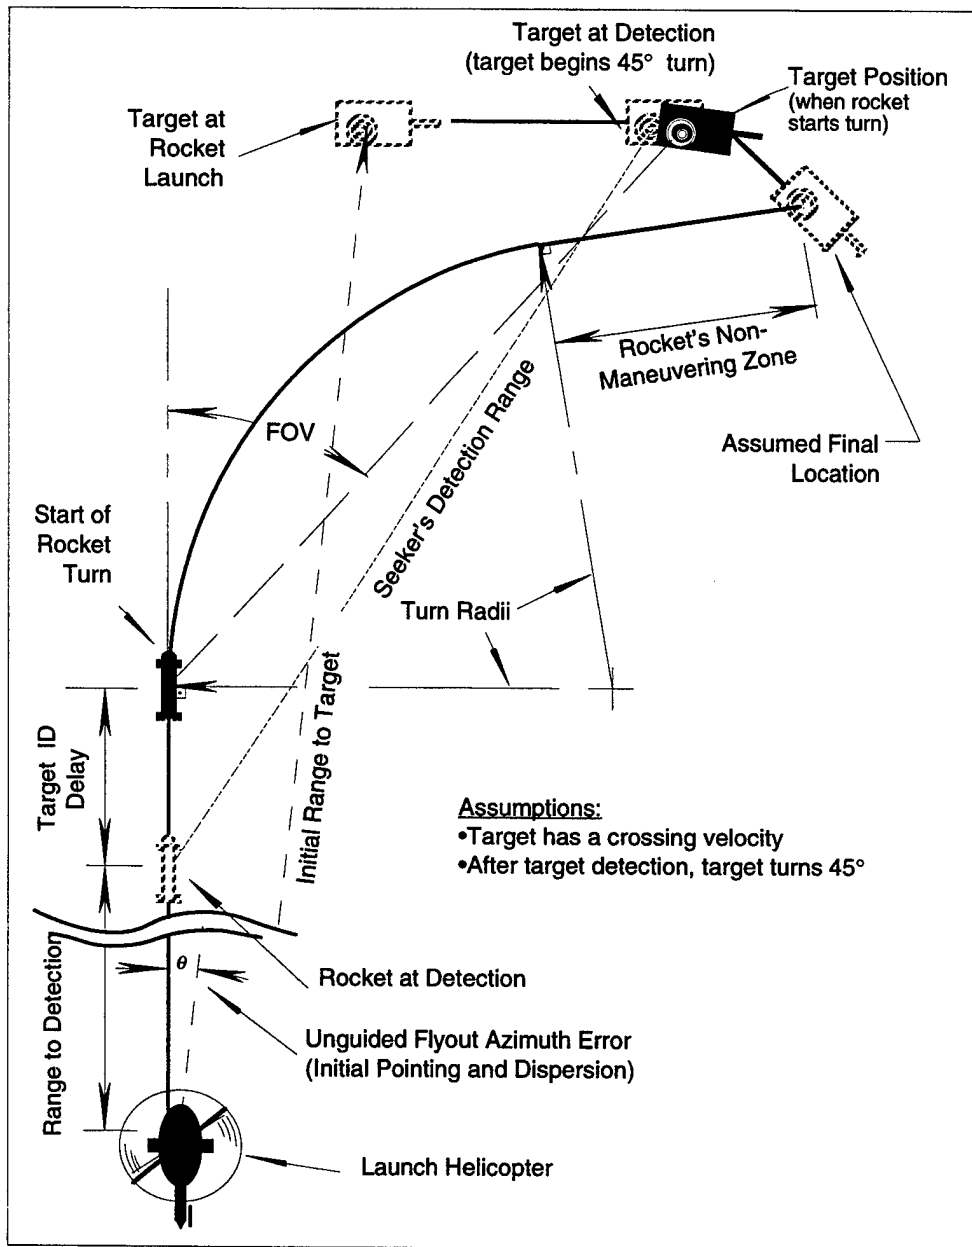 Target at Detection
(target begins 45° turn)
Target Position
(when rocket
starts turn)
Target at
Rocket
Launch
Rocket's Non-
Maneuvering Zone
FOV
Seeker's Detection Range
Assumed Final
Location
Start of
Rocket
Turn
Turn Radii
Initial Range to Target
Target ID
Delay
Assumptions:
•Target has a crossing velocity
•After target detection, target turns 45°
Range to Detection
θ
Rocket at Detection
Unguided Flyout Azimuth Error
(Initial Pointing and Dispersion)
Launch Helicopter